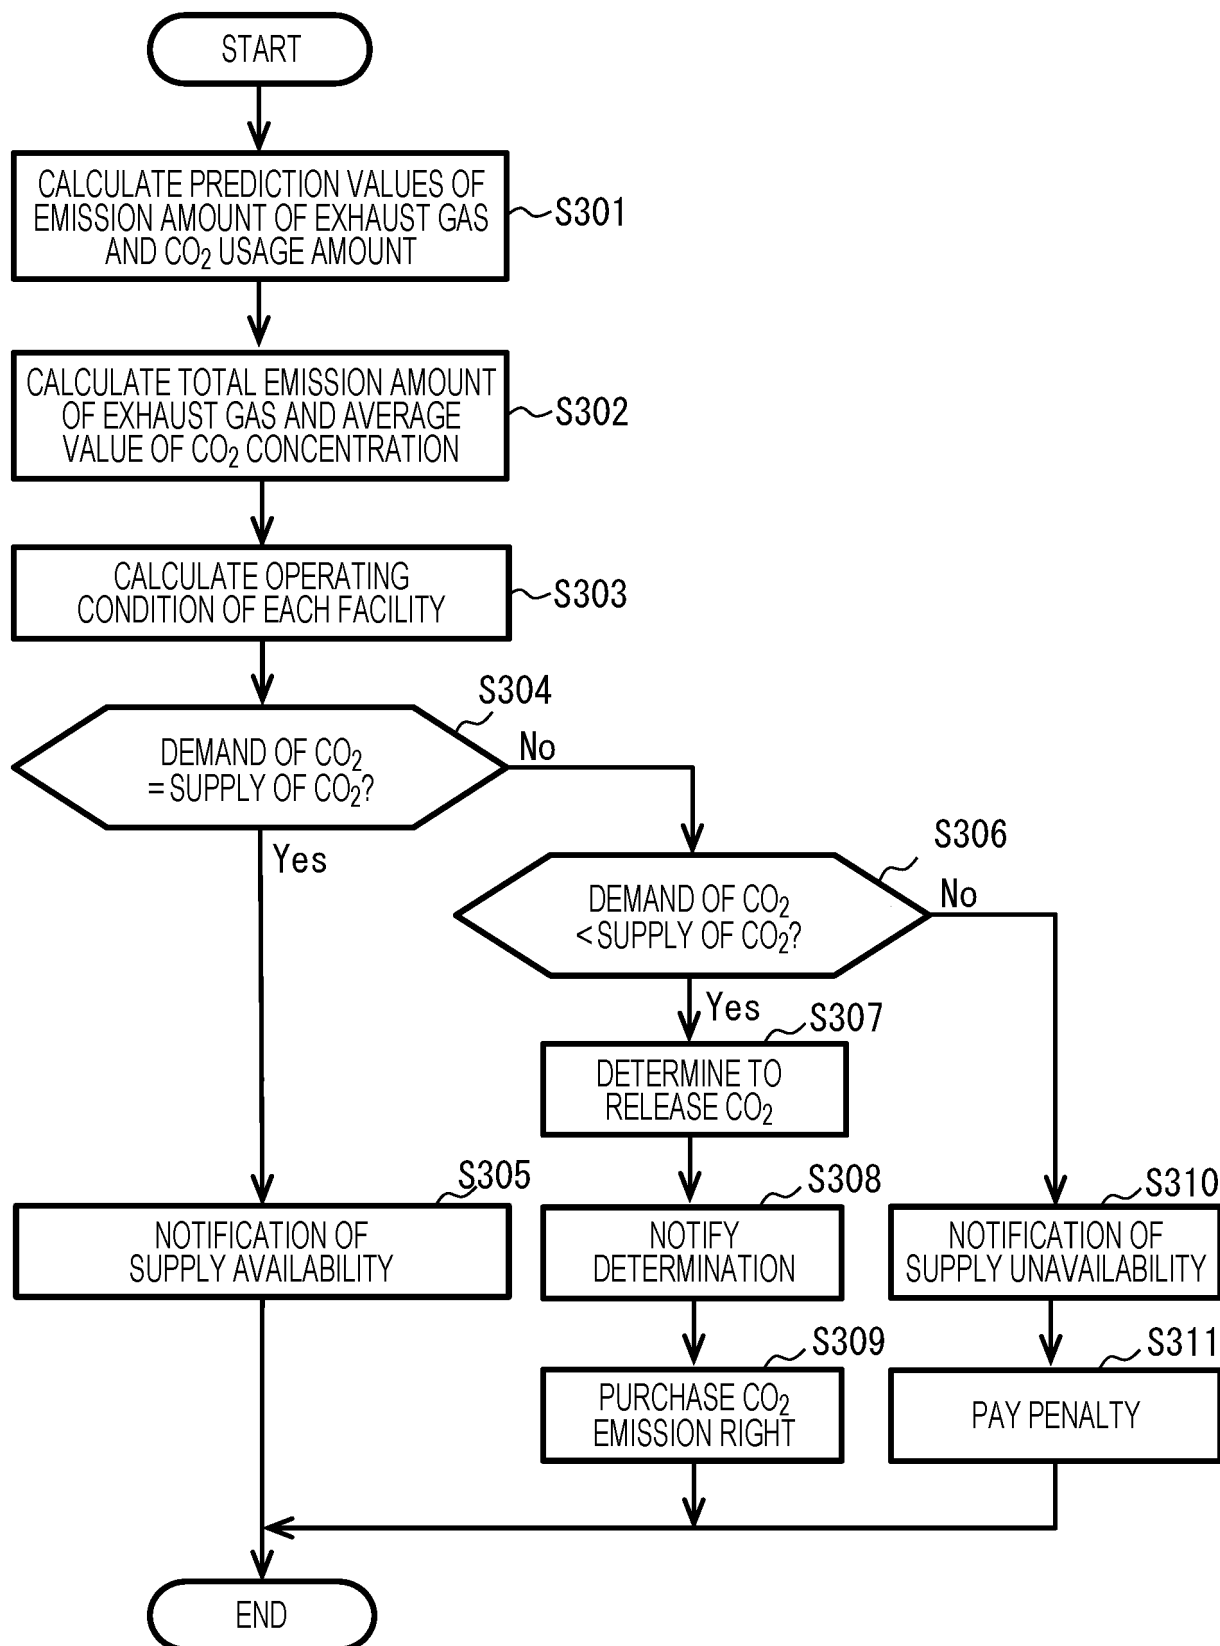 START
CALCULATE PREDICTION VALUES OF
EMISSION AMOUNT OF EXHAUST GAS
AND CO₂ USAGE AMOUNT
S301
CALCULATE TOTAL EMISSION AMOUNT
OF EXHAUST GAS AND AVERAGE
VALUE OF CO₂ CONCENTRATION
S302
CALCULATE OPERATING
CONDITION OF EACH FACILITY
S303
S304
DEMAND OF CO₂
= SUPPLY OF CO₂?
No
Yes
S306
DEMAND OF CO₂
< SUPPLY OF CO₂?
No
Yes
S307
DETERMINE TO
RELEASE CO₂
S305
NOTIFICATION OF
SUPPLY AVAILABILITY
S308
NOTIFY
DETERMINATION
S310
NOTIFICATION OF
SUPPLY UNAVAILABILITY
S309
PURCHASE CO₂
EMISSION RIGHT
S311
PAY PENALTY
END